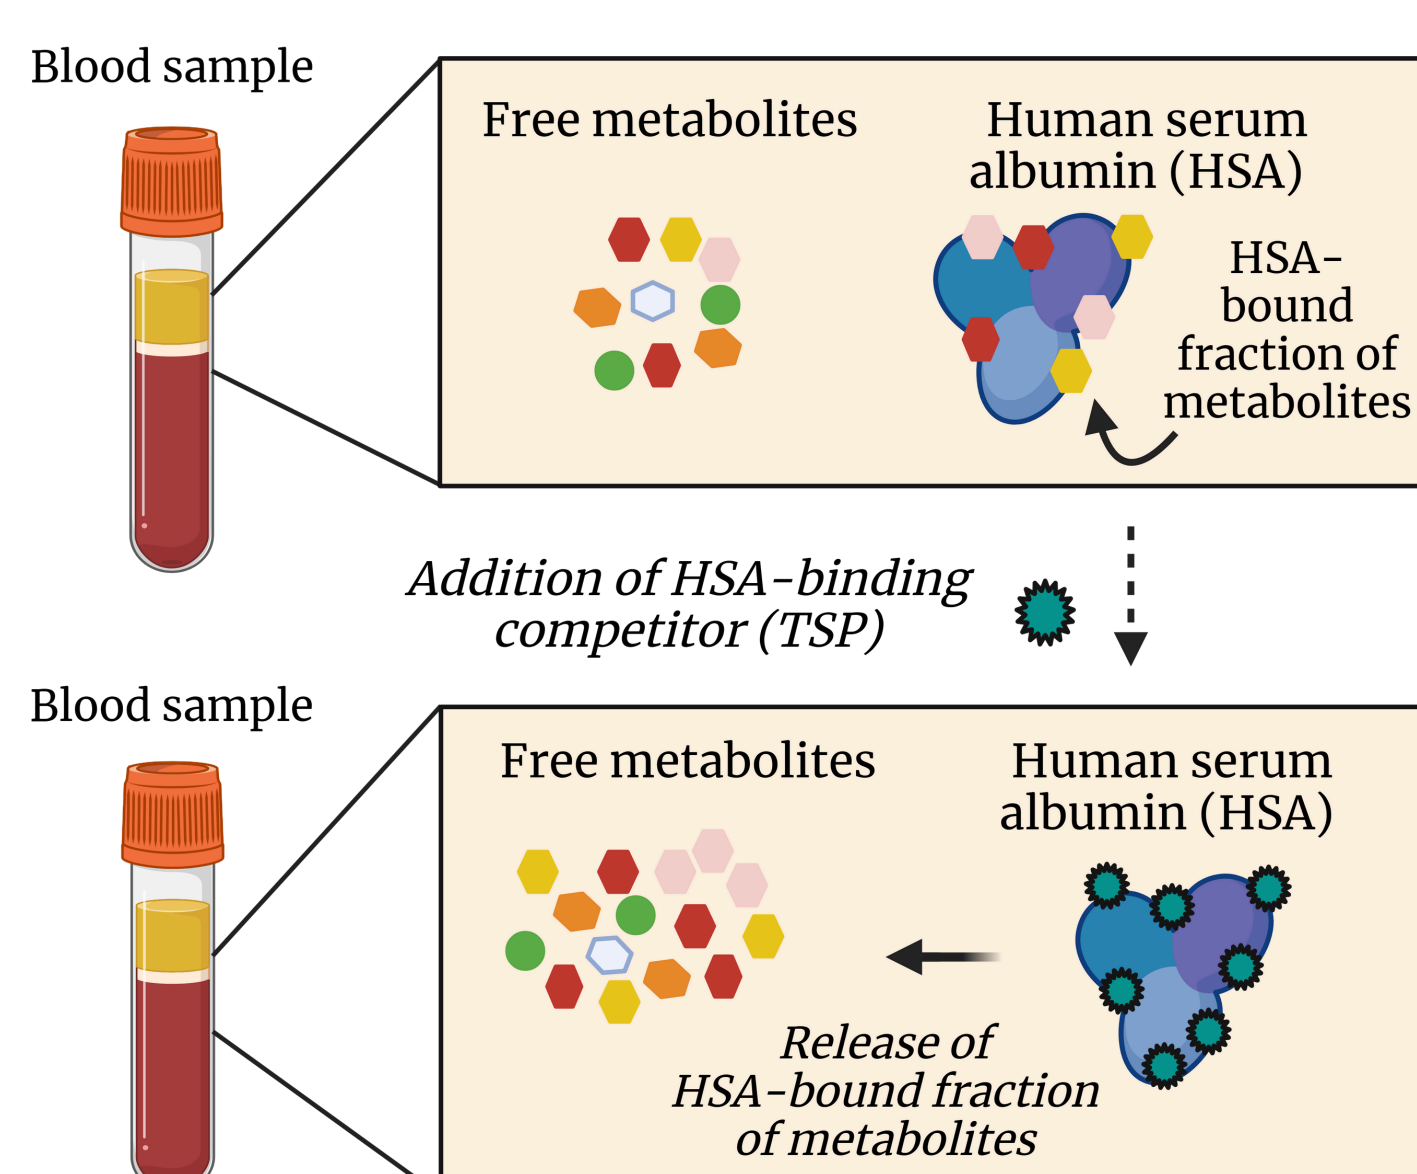 Blood sample
Free metabolites
Human serum
albumin (HSA)
HSA-
bound
fraction of
metabolites
Addition of HSA-binding
competitor (TSP)
Blood sample
Free metabolites
Human serum
albumin (HSA)
Release of
HSA-bound fraction
of metabolites